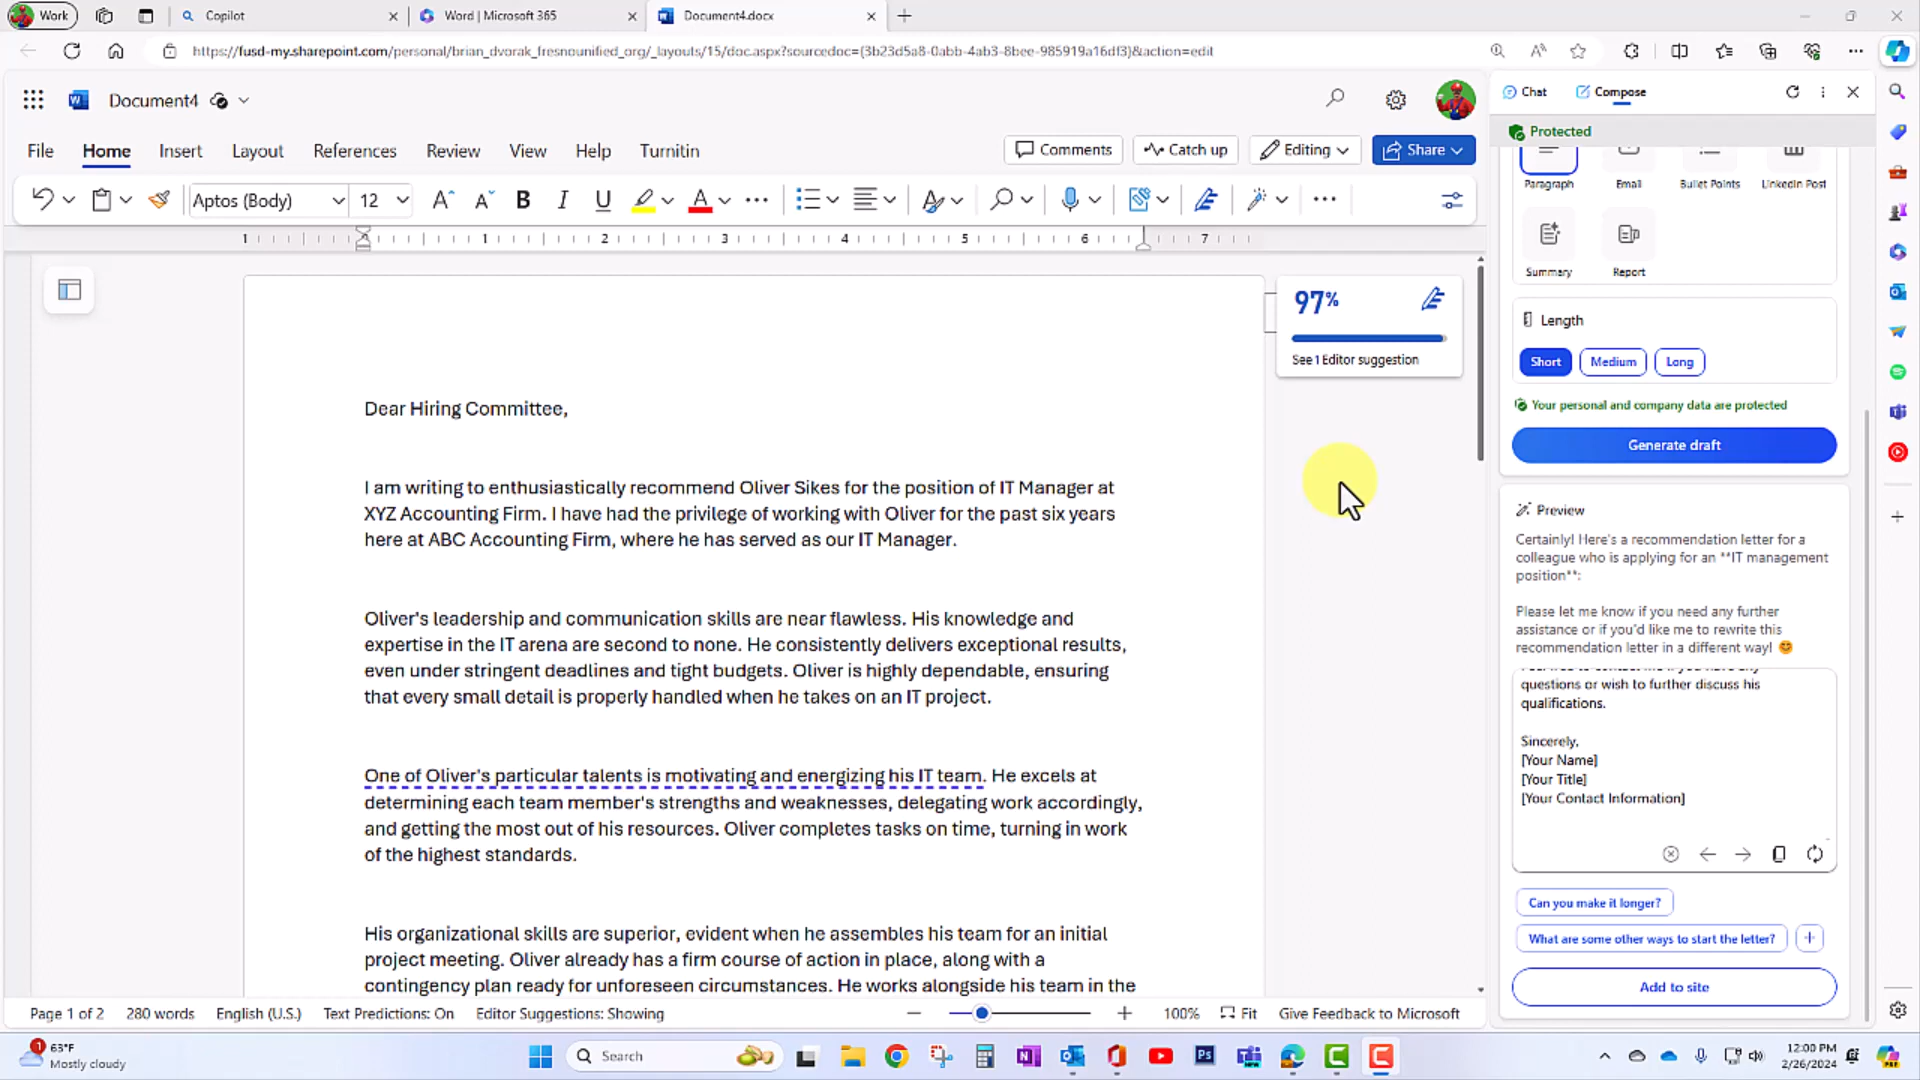 Work
Copilot
Word | Microsoft 365
Document4.docx
https://fusd-my.sharepoint.com/personal/brian_dvorak_fresnounified_org/_layouts/15/doc.aspx?sourcedoc={3b23d5a8-0abb-4ab3-8bee-985919a16df3}&action=edit
Document4
File Home Insert Layout References Review View Help Turnitin
Comments Catch up Editing Share
Aptos (Body) 12
1 1 2 3 4 5 6 7
97%
See 1 Editor suggestion
Dear Hiring Committee,
I am writing to enthusiastically recommend Oliver Sikes for the position of IT Manager at
XYZ Accounting Firm. I have had the privilege of working with Oliver for the past six years
here at ABC Accounting Firm, where he has served as our IT Manager.
Oliver's leadership and communication skills are near flawless. His knowledge and
expertise in the IT arena are second to none. He consistently delivers exceptional results,
even under stringent deadlines and tight budgets. Oliver is highly dependable, ensuring
that every small detail is properly handled when he takes on an IT project.
One of Oliver's particular talents is motivating and energizing his IT team. He excels at
determining each team member's strengths and weaknesses, delegating work accordingly,
and getting the most out of his resources. Oliver completes tasks on time, turning in work
of the highest standards.
His organizational skills are superior, evident when he assembles his team for an initial
project meeting. Oliver already has a firm course of action in place, along with a
contingency plan ready for unforeseen circumstances. He works alongside his team in the
Page 1 of 2 280 words English (U.S.) Text Predictions: On Editor Suggestions: Showing
100% Fit Give Feedback to Microsoft
Chat Compose
Protected
Paragraph Email Bullet Points LinkedIn Post
Summary Report
Length
Short Medium Long
Your personal and company data are protected
Generate draft
Preview
Certainly! Here's a recommendation letter for a
colleague who is applying for an **IT management
position**:
Please let me know if you need any further
assistance or if you'd like me to rewrite this
recommendation letter in a different way! 😊
questions or wish to further discuss his
qualifications.
Sincerely,
[Your Name]
[Your Title]
[Your Contact Information]
Can you make it longer?
What are some other ways to start the letter?
Add to site
1
63°F
Mostly cloudy
Search
Ps
12:00 PM
2/26/2024